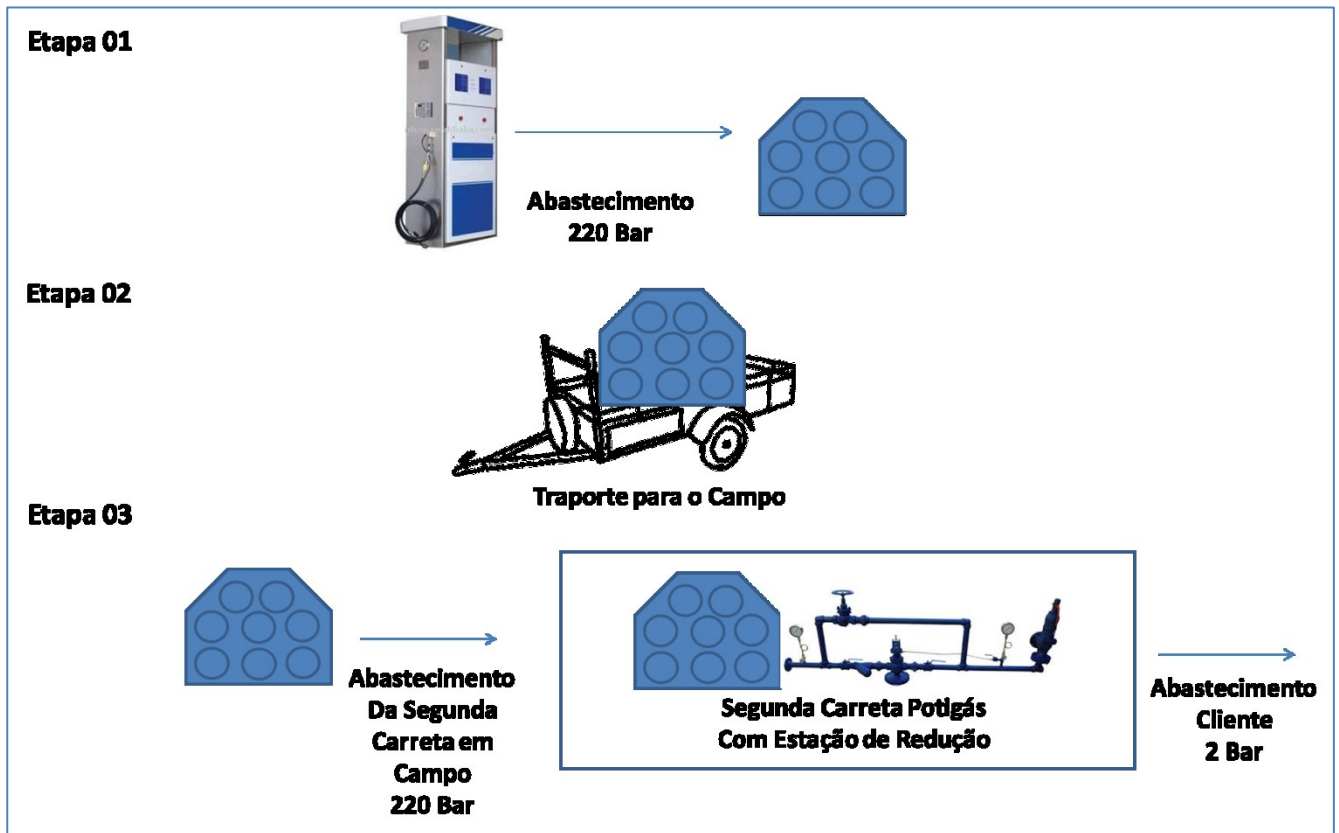 Etapa 01
Abastecimento
220 Bar
Etapa 02
Traporte para o Campo
Etapa 03
Abastecimento
Da Segunda
Carreta em
Campo
220 Bar
Segunda Carreta Potigás
Com Estação de Redução
Abastecimento
Cliente
2 Bar